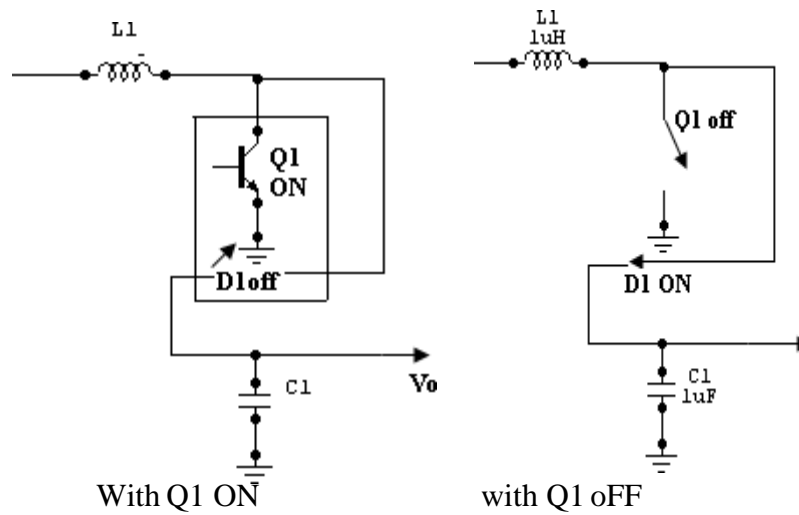 L1
Q1
ON
D1off
Vo
C1
With Q1 ON
L1
1uH
Q1 off
D1 ON
C1
1uF
with Q1 oFF